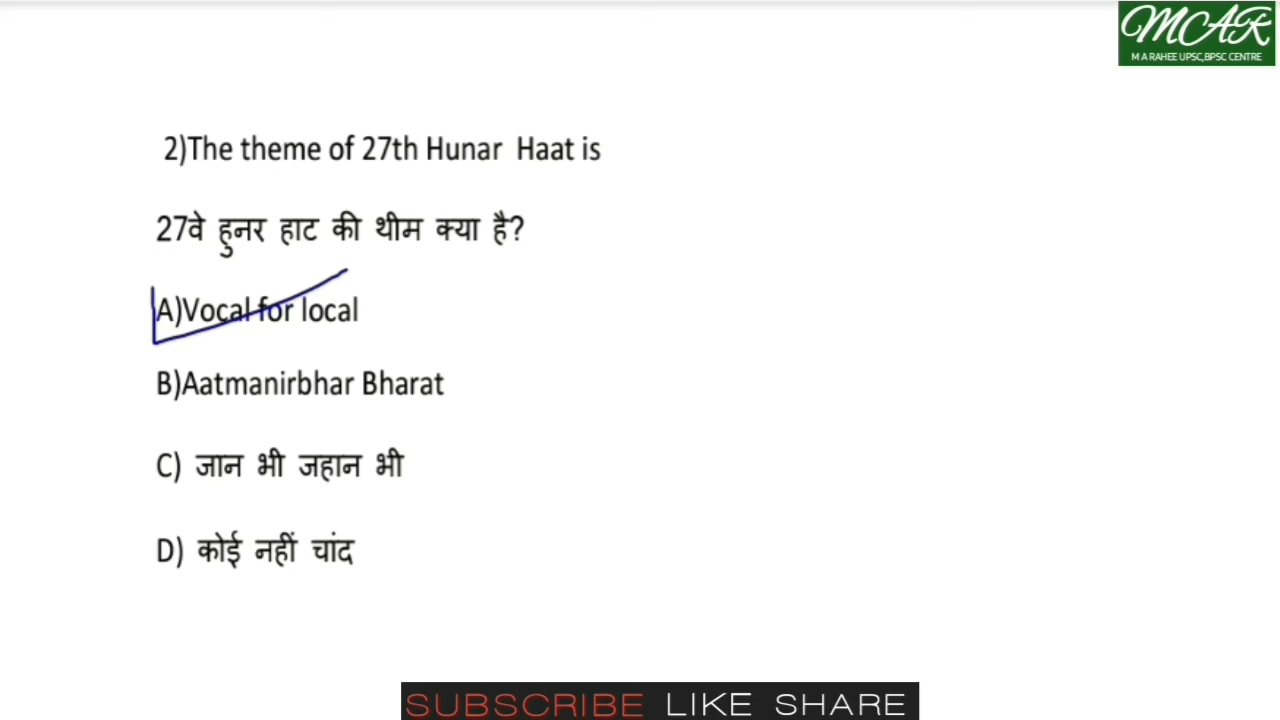 MCAR
M A RAHEE UPSC,BPSC CENTRE
2)The theme of 27th Hunar Haat is
27वे हुनर हाट की थीम क्या है?
A)Vocal for local
B)Aatmanirbhar Bharat
C) जान भी जहान भी
D) कोई नहीं चांद
SUBSCRIBE LIKE SHARE